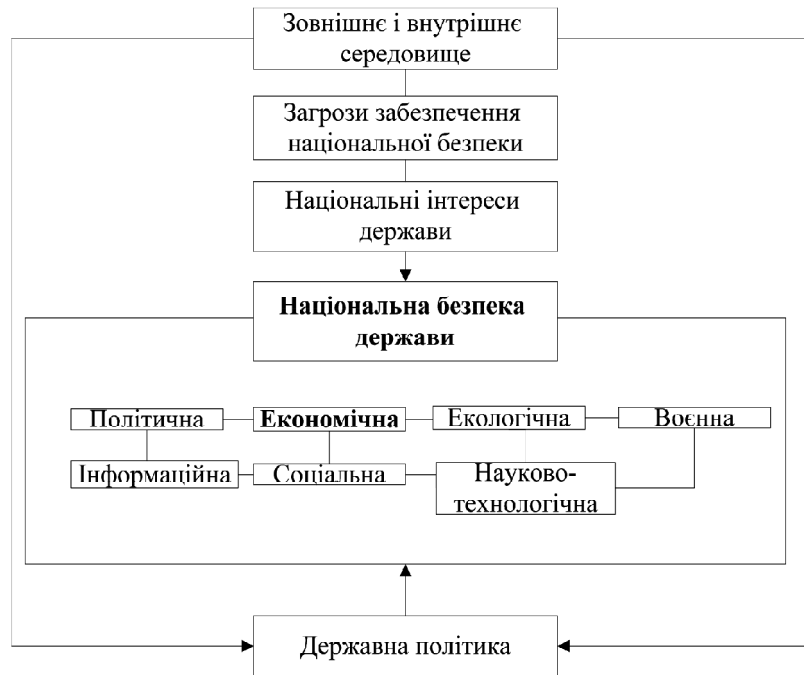 Зовнішнє і внутрішнє
середовище
Загрози забезпечення
національної безпеки
Національні інтереси
держави
Національна безпека
держави
Політична
Економічна
Екологічна
Воєнна
Інформаційна
Соціальна
Науково-
технологічна
Державна політика